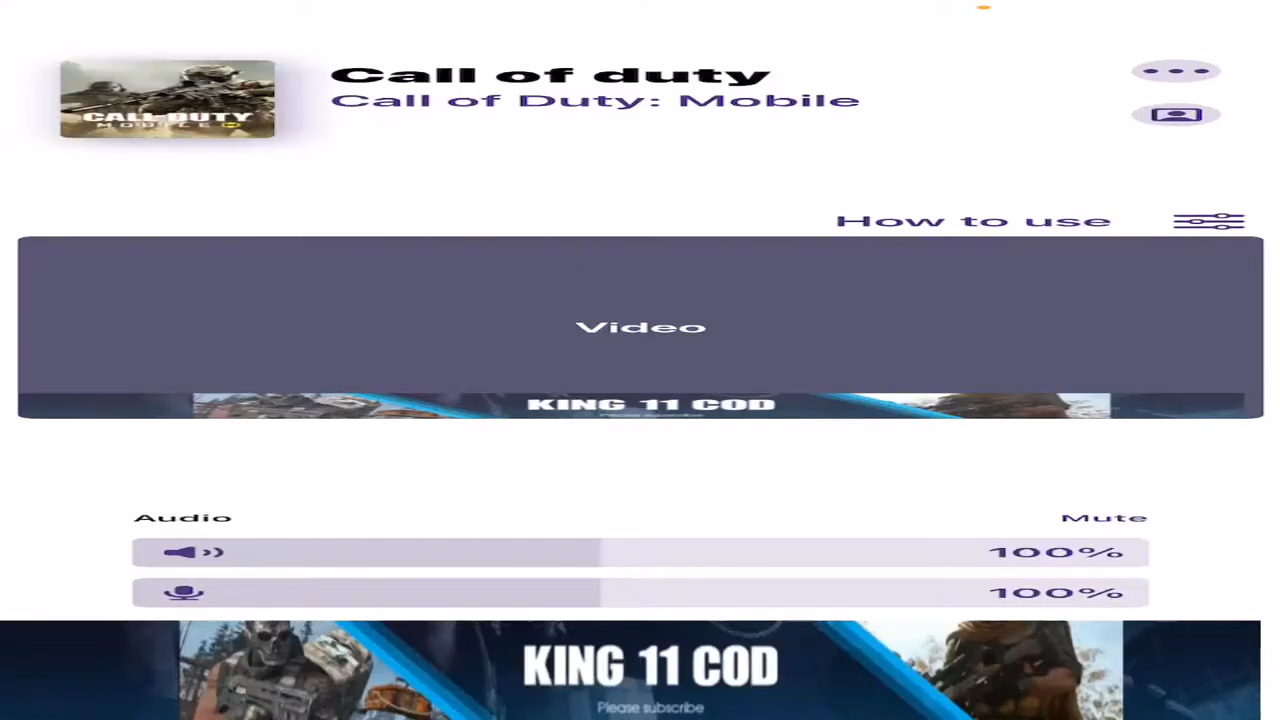 Call of duty
Call of Duty: Mobile
CALL DUTY
MOBILE
How to use
Video
KING 11 COD
Audio
Mute
100%
100%
KING 11 COD
Please subscribe